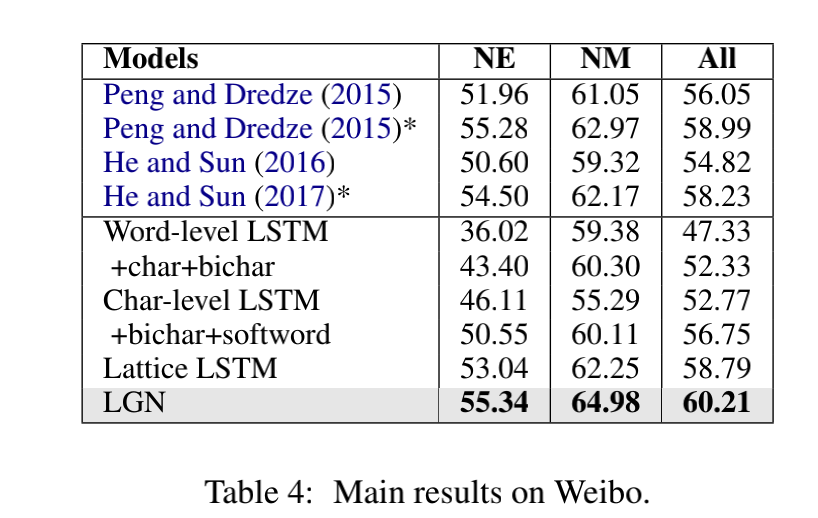 Models NE NM All
Peng and Dredze (2015) 51.96 61.05 56.05
Peng and Dredze (2015)* 55.28 62.97 58.99
He and Sun (2016) 50.60 59.32 54.82
He and Sun (2017)* 54.50 62.17 58.23
Word-level LSTM 36.02 59.38 47.33
+char+bichar 43.40 60.30 52.33
Char-level LSTM 46.11 55.29 52.77
+bichar+softword 50.55 60.11 56.75
Lattice LSTM 53.04 62.25 58.79
LGN 55.34 64.98 60.21
Table 4: Main results on Weibo.